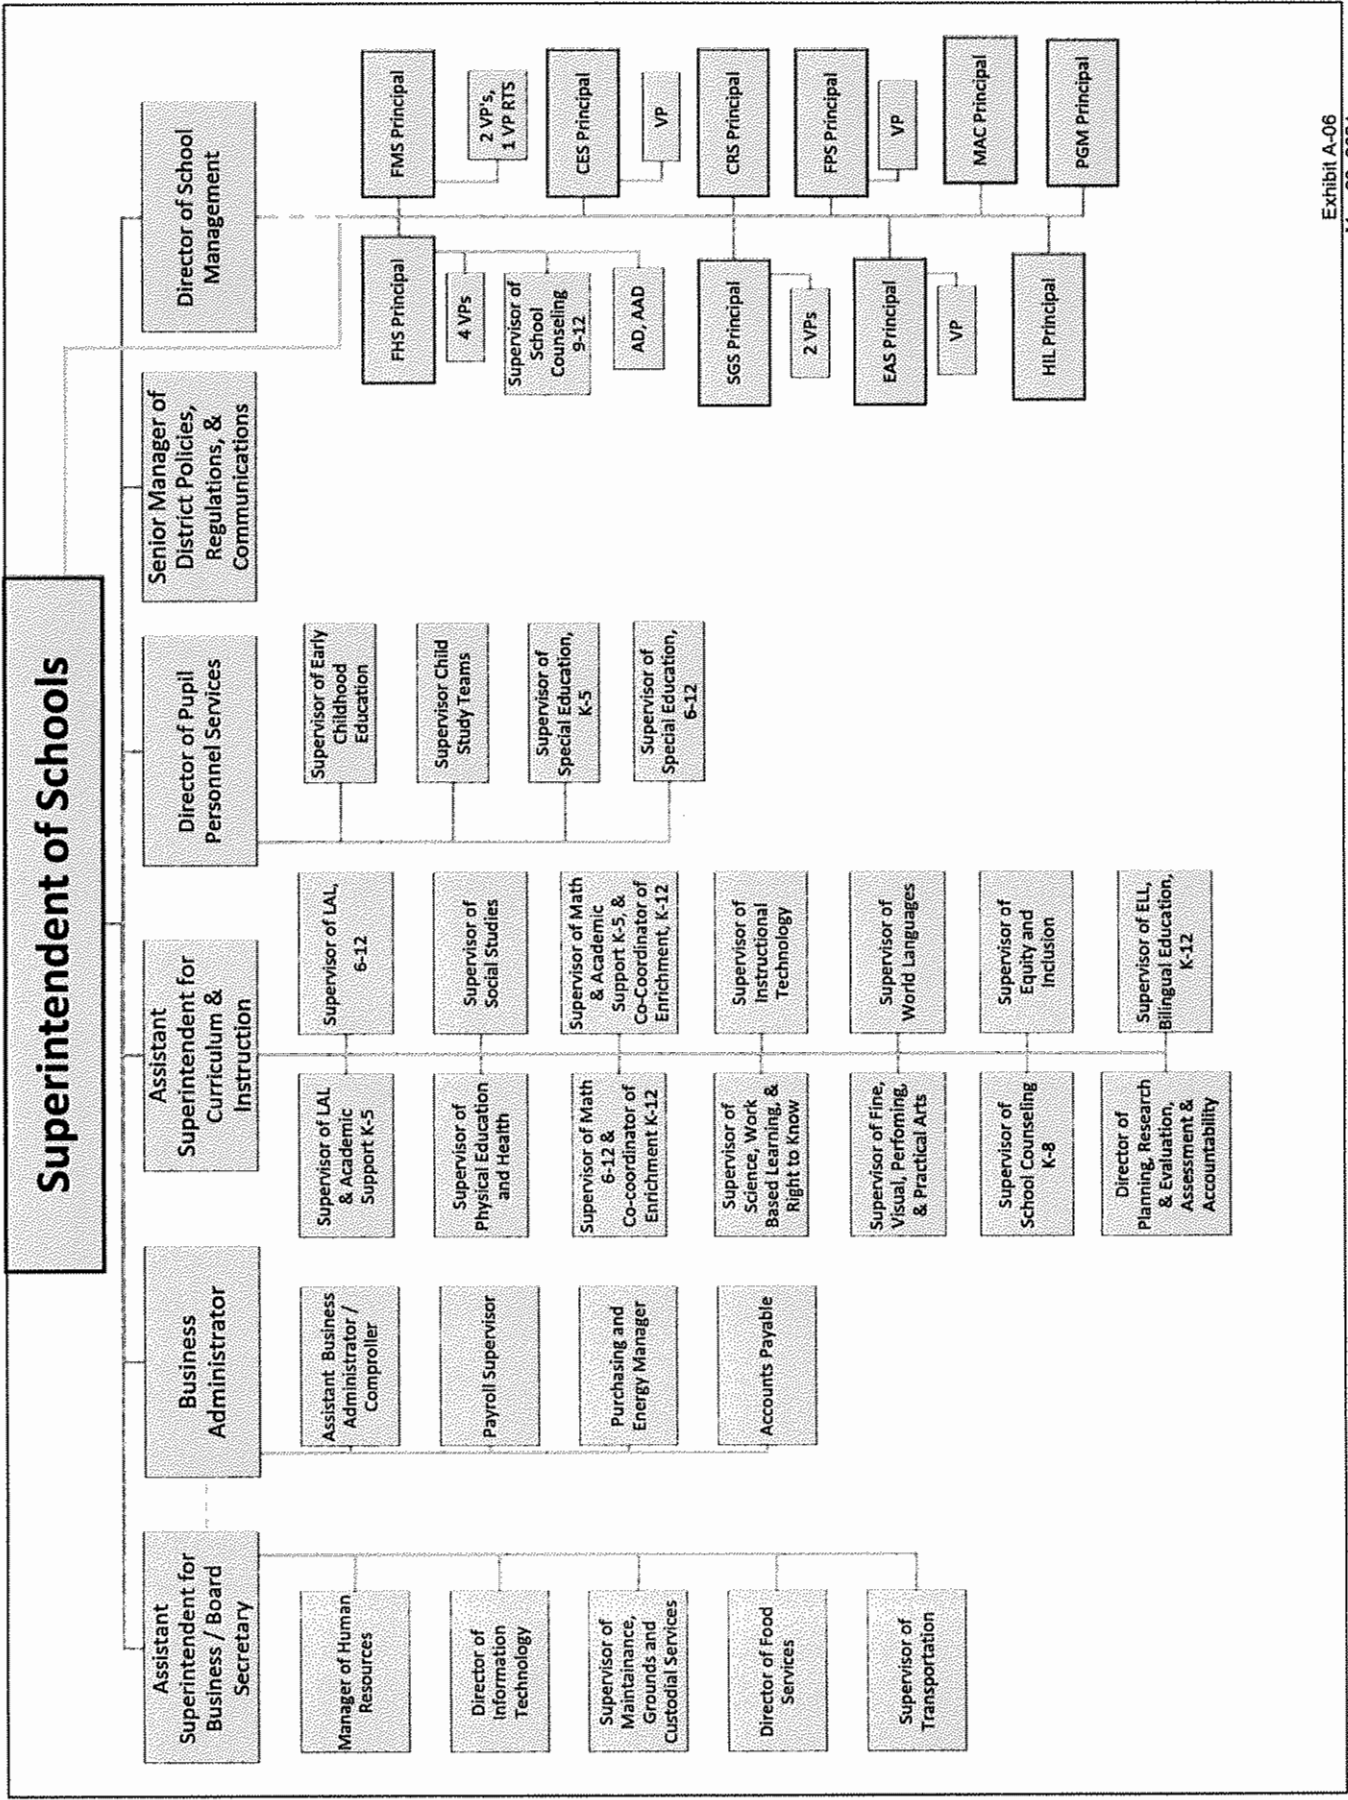 Superintendent of Schools
Assistant
Superintendent for
Business / Board
Secretary
Business
Administrator
Assistant
Superintendent for
Curriculum &
Instruction
Director of Pupil
Personnel Services
Senior Manager of
District Policies,
Regulations, &
Communications
Director of School
Management
Manager of Human
Resources
Director of
Information
Technology
Supervisor of
Maintainance,
Grounds and
Custodial Services
Director of Food
Services
Supervisor of
Transportation
Assistant Business
Administrator /
Comproller
Payroll Supervisor
Purchasing and
Energy Manager
Accounts Payable
Supervisor of LAL
& Academic
Support K-5
Supervisor of
Physical Education
and Health
Supervisor of Math
6-12 &
Co-coordinator of
Enrichment K-12
Supervisor of
Science, Work
Based Learning, &
Right to Know
Supervisor of Fine,
Visual, Perfoming,
& Practical Arts
Supervisor of
School Counseling
K-8
Director of
Planning, Research
& Evaluation,
Assessment &
Accountability
Supervisor of LAL,
6-12
Supervisor of
Social Studies
Supervisor of Math
& Academic
Support K-5, &
Co-Coordinator of
Enrichment, K-12
Supervisor of
Instructional
Technology
Supervisor of
World Languages
Supervisor of
Equity and
Inclusion
Supervisor of ELL,
Bilingual Education,
K-12
Supervisor of Early
Childhood
Education
Supervisor Child
Study Teams
Supervisor of
Special Education,
K-5
Supervisor of
Special Education,
6-12
FHS Principal
4 VPs
Supervisor of
School
Counseling
9-12
AD, AAD
SGS Principal
2 VPs
EAS Principal
VP
HIL Principal
FMS Principal
2 VP's,
1 VP RTS
CES Principal
VP
CRS Principal
FPS Principal
VP
MAC Principal
PGM Principal
Exhibit A-06